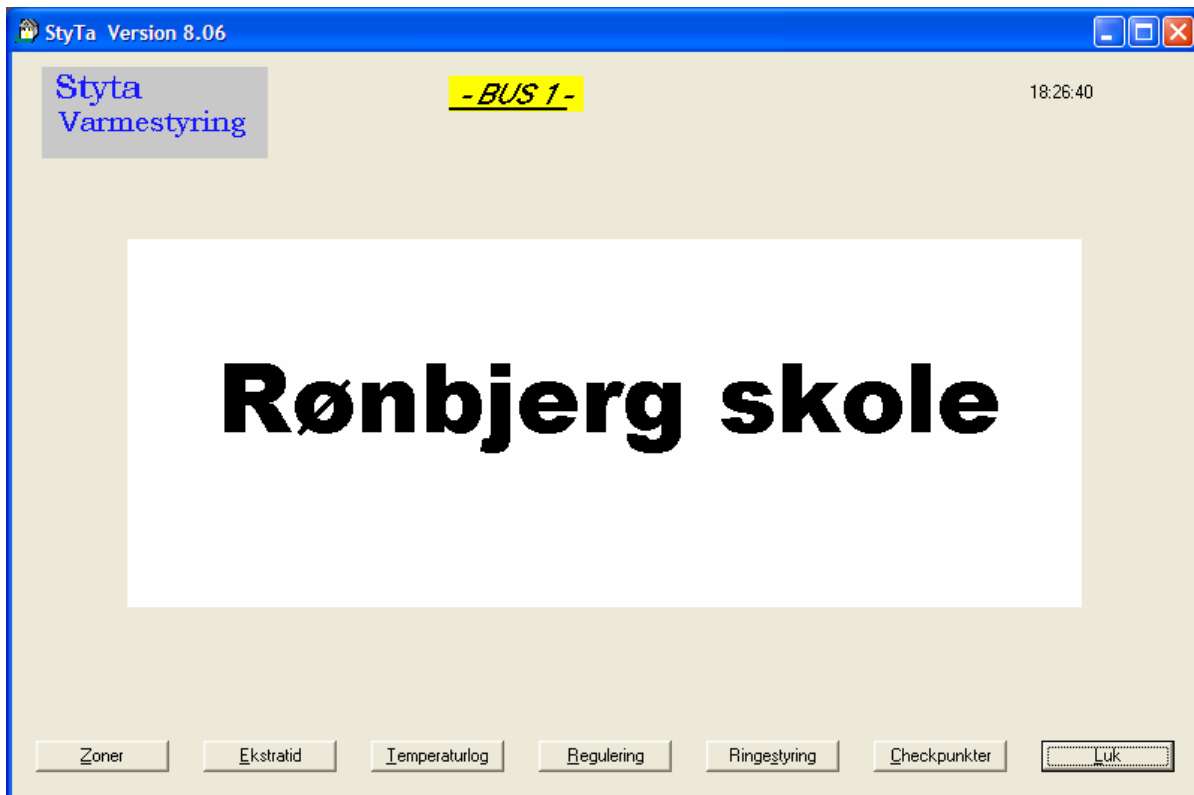 StyTa Version 8.06
Styta
Varmestyring
- BUS 1 -
18:26:40
Rønbjerg skole
Zoner
Ekstratid
Temperaturlog
Regulering
Ringestyring
Checkpunkter
Luk